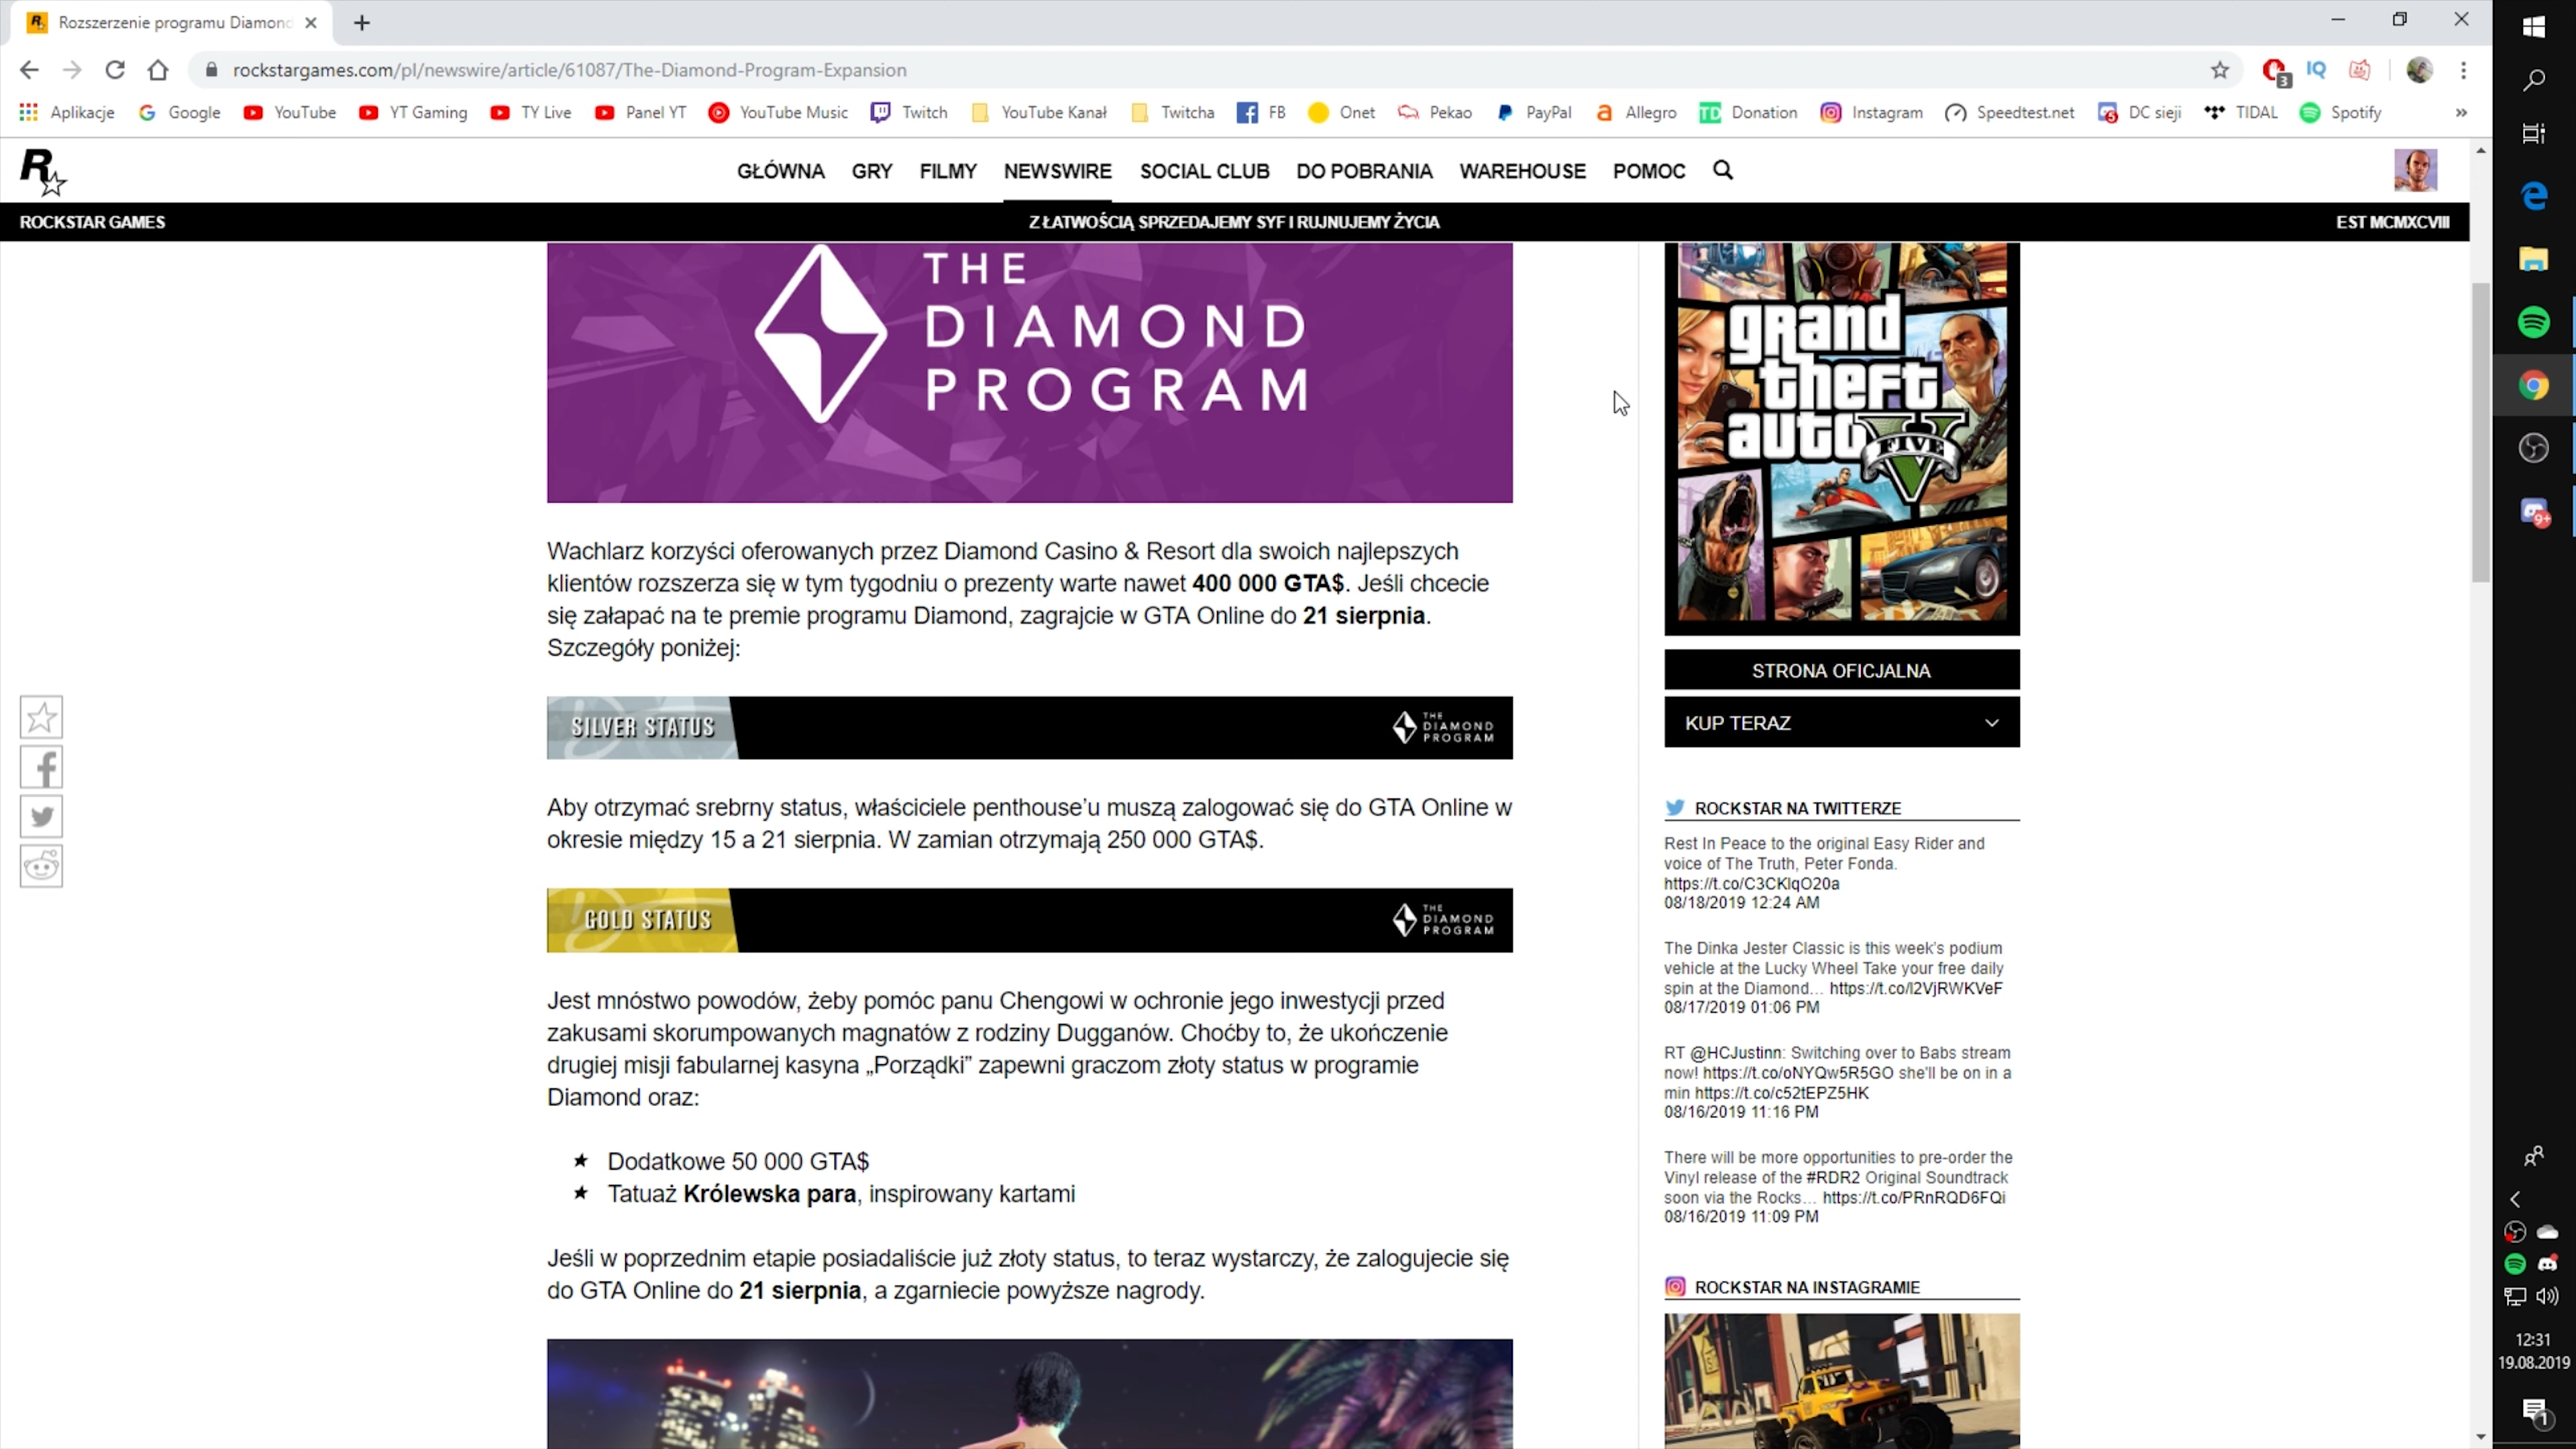 Rozszerzenie programu Diamond
rockstargames.com/pl/newswire/article/61087/The-Diamond-Program-Expansion
3
IQ
Aplikacje
Google
YouTube
YT Gaming
TY Live
Panel YT
YouTube Music
Twitch
YouTube Kanał
Twitcha
FB
Onet
Pekao
PayPal
Allegro
TD Donation
Instagram
Speedtest.net
DC sieji
TIDAL
Spotify
R
GŁÓWNA
GRY
FILMY
NEWSWIRE
SOCIAL CLUB
DO POBRANIA
WAREHOUSE
POMOC
ROCKSTAR GAMES
Z ŁATWOŚCIĄ SPRZEDAJEMY SYF I RUJNUJEMY ŻYCIA
EST MCMXCVIII
THE
DIAMOND
PROGRAM
Wachlarz korzyści oferowanych przez Diamond Casino & Resort dla swoich najlepszych
klientów rozszerza się w tym tygodniu o prezenty warte nawet 400 000 GTA$. Jeśli chcecie
się załapać na te premie programu Diamond, zagrajcie w GTA Online do 21 sierpnia.
Szczegóły poniżej:
SILVER STATUS
THE
DIAMOND
PROGRAM
Aby otrzymać srebrny status, właściciele penthouse’u muszą zalogować się do GTA Online w
okresie między 15 a 21 sierpnia. W zamian otrzymają 250 000 GTA$.
GOLD STATUS
THE
DIAMOND
PROGRAM
Jest mnóstwo powodów, żeby pomóc panu Chengowi w ochronie jego inwestycji przed
zakusami skorumpowanych magnatów z rodziny Dugganów. Choćby to, że ukończenie
drugiej misji fabularnej kasyna „Porządki” zapewni graczom złoty status w programie
Diamond oraz:
Dodatkowe 50 000 GTA$
Tatuaż Królewska para, inspirowany kartami
Jeśli w poprzednim etapie posiadaliście już złoty status, to teraz wystarczy, że zalogujecie się
do GTA Online do 21 sierpnia, a zgarniecie powyższe nagrody.
grand
theft
auto V
FIVE
STRONA OFICJALNA
KUP TERAZ
ROCKSTAR NA TWITTERZE
Rest In Peace to the original Easy Rider and
voice of The Truth, Peter Fonda.
https://t.co/C3CKlqO20a
08/18/2019 12:24 AM
The Dinka Jester Classic is this week's podium
vehicle at the Lucky Wheel Take your free daily
spin at the Diamond… https://t.co/l2VjRWKVeF
08/17/2019 01:06 PM
RT @HCJustinn: Switching over to Babs stream
now! https://t.co/oNYQw5R5GO she'll be on in a
min https://t.co/c52tEPZ5HK
08/16/2019 11:16 PM
There will be more opportunities to pre-order the
Vinyl release of the #RDR2 Original Soundtrack
soon via the Rocks… https://t.co/PRnRQD6FQi
08/16/2019 11:09 PM
ROCKSTAR NA INSTAGRAMIE
9+
12:31
19.08.2019
1